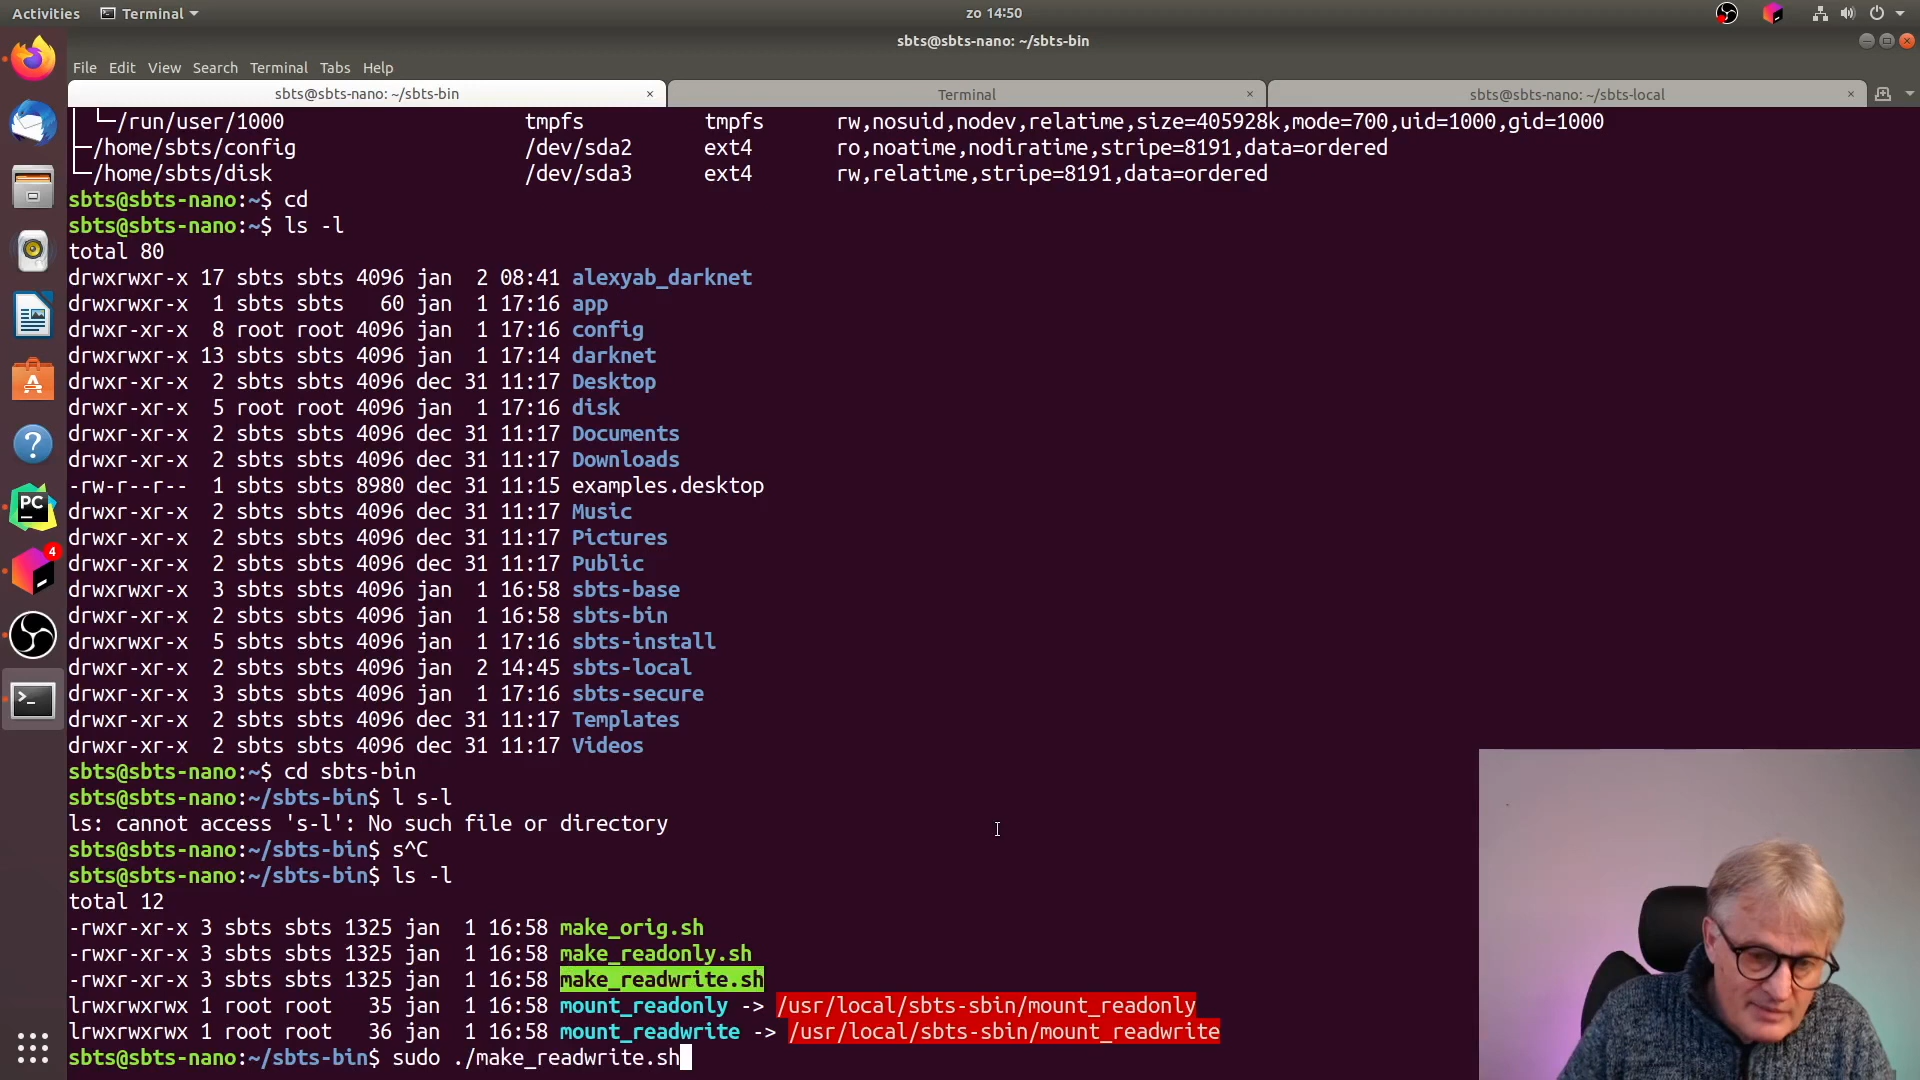 Activities Terminal zo 14:50
sbts@sbts-nano: ~/sbts-bin
File Edit View Search Terminal Tabs Help
sbts@sbts-nano: ~/sbts-bin × Terminal × sbts@sbts-nano: ~/sbts-local ×
└─/run/user/1000 tmpfs tmpfs rw,nosuid,nodev,relatime,size=405928k,mode=700,uid=1000,gid=1000
├─/home/sbts/config /dev/sda2 ext4 ro,noatime,nodiratime,stripe=8191,data=ordered
└─/home/sbts/disk /dev/sda3 ext4 rw,relatime,stripe=8191,data=ordered
sbts@sbts-nano:~$ cd
sbts@sbts-nano:~$ ls -l
total 80
drwxrwxr-x 17 sbts sbts 4096 jan 2 08:41 alexyab_darknet
drwxrwxr-x 1 sbts sbts 60 jan 1 17:16 app
drwxr-xr-x 8 root root 4096 jan 1 17:16 config
drwxrwxr-x 13 sbts sbts 4096 jan 1 17:14 darknet
drwxr-xr-x 2 sbts sbts 4096 dec 31 11:17 Desktop
drwxr-xr-x 5 root root 4096 jan 1 17:16 disk
drwxr-xr-x 2 sbts sbts 4096 dec 31 11:17 Documents
drwxr-xr-x 2 sbts sbts 4096 dec 31 11:17 Downloads
-rw-r--r-- 1 sbts sbts 8980 dec 31 11:15 examples.desktop
drwxr-xr-x 2 sbts sbts 4096 dec 31 11:17 Music
drwxr-xr-x 2 sbts sbts 4096 dec 31 11:17 Pictures
drwxr-xr-x 2 sbts sbts 4096 dec 31 11:17 Public
drwxrwxr-x 3 sbts sbts 4096 jan 1 16:58 sbts-base
drwxr-xr-x 2 sbts sbts 4096 jan 1 16:58 sbts-bin
drwxrwxr-x 5 sbts sbts 4096 jan 1 17:16 sbts-install
drwxr-xr-x 2 sbts sbts 4096 jan 2 14:45 sbts-local
drwxr-xr-x 3 sbts sbts 4096 jan 1 17:16 sbts-secure
drwxr-xr-x 2 sbts sbts 4096 dec 31 11:17 Templates
drwxr-xr-x 2 sbts sbts 4096 dec 31 11:17 Videos
sbts@sbts-nano:~$ cd sbts-bin
sbts@sbts-nano:~/sbts-bin$ l s-l
ls: cannot access 's-l': No such file or directory
sbts@sbts-nano:~/sbts-bin$ s^C
sbts@sbts-nano:~/sbts-bin$ ls -l
total 12
-rwxr-xr-x 3 sbts sbts 1325 jan 1 16:58 make_orig.sh
-rwxr-xr-x 3 sbts sbts 1325 jan 1 16:58 make_readonly.sh
-rwxr-xr-x 3 sbts sbts 1325 jan 1 16:58 make_readwrite.sh
lrwxrwxrwx 1 root root 35 jan 1 16:58 mount_readonly -> /usr/local/sbts-sbin/mount_readonly
lrwxrwxrwx 1 root root 36 jan 1 16:58 mount_readwrite -> /usr/local/sbts-sbin/mount_readwrite
sbts@sbts-nano:~/sbts-bin$ sudo ./make_readwrite.sh
PC
4